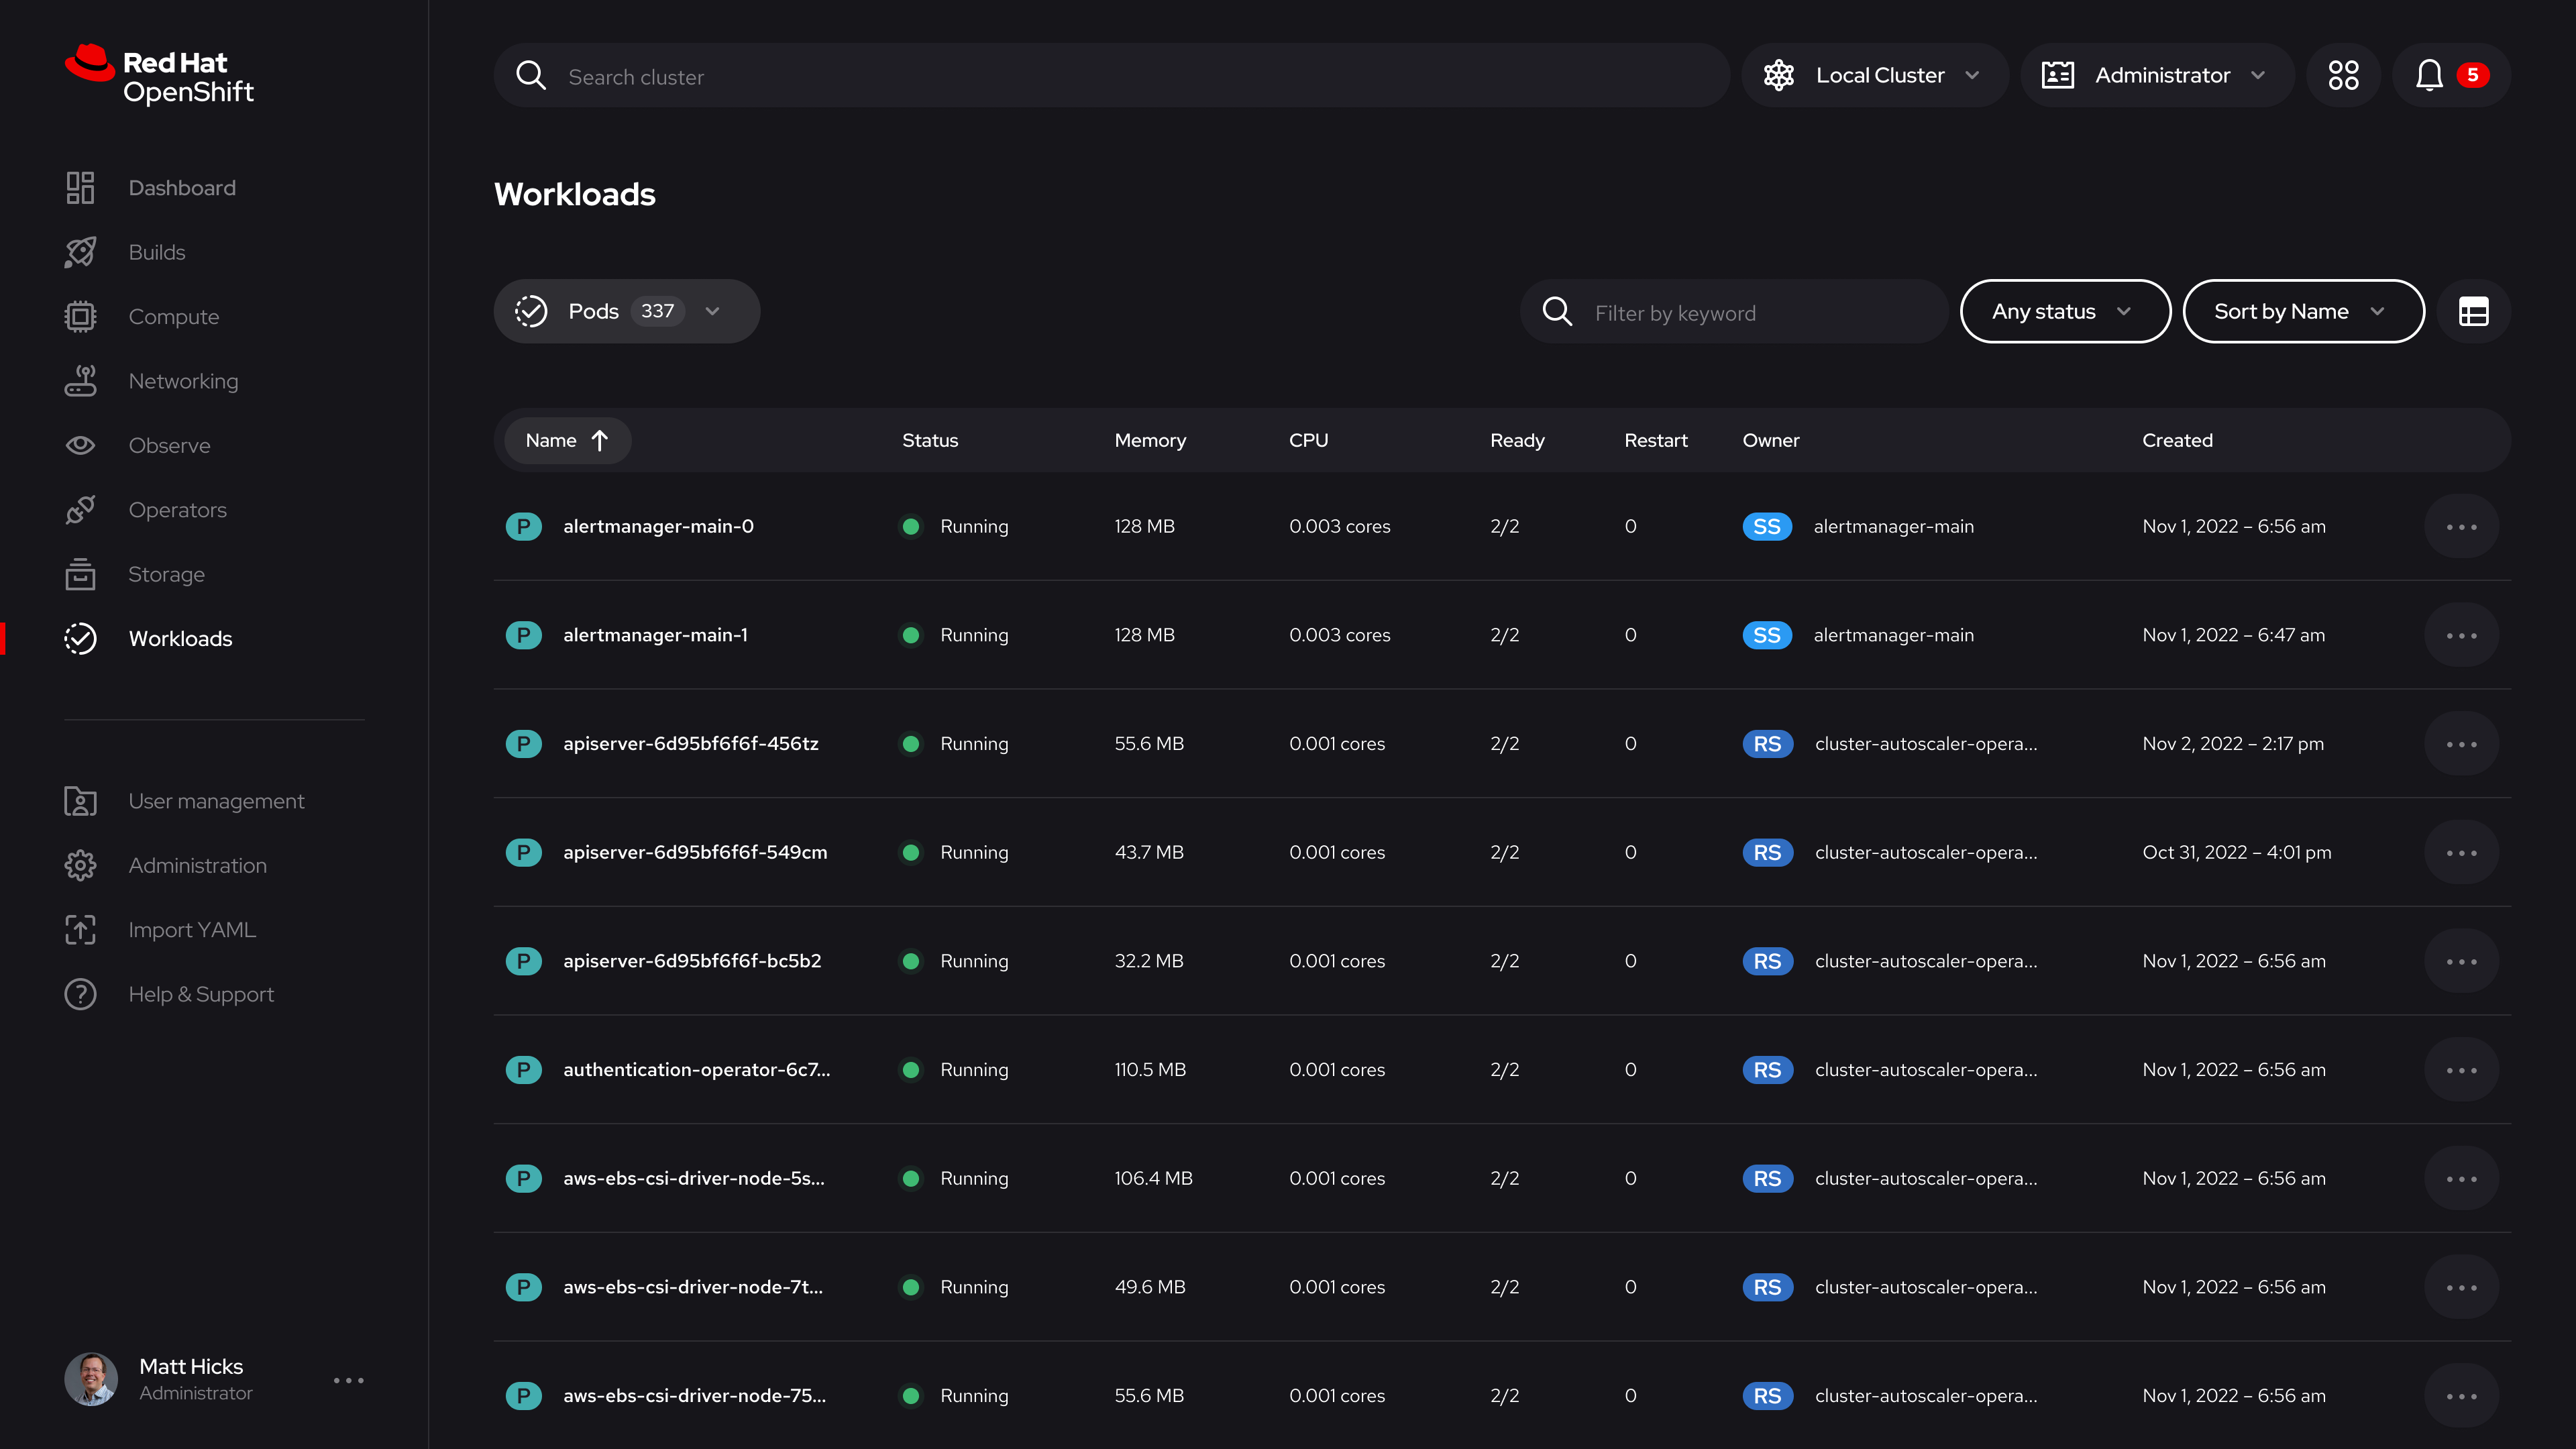 Red Hat
OpenShift
Search cluster
Local Cluster
Administrator
5
Dashboard
Builds
Compute
Networking
Observe
Operators
Storage
Workloads
User management
Administration
Import YAML
Help & Support
Matt Hicks
Administrator
Workloads
Pods 337
Filter by keyword
Any status
Sort by Name
Name Status Memory CPU Ready Restart Owner Created
P alertmanager-main-0 Running 128 MB 0.003 cores 2/2 0 SS alertmanager-main Nov 1, 2022 – 6:56 am
P alertmanager-main-1 Running 128 MB 0.003 cores 2/2 0 SS alertmanager-main Nov 1, 2022 – 6:47 am
P apiserver-6d95bf6f6f-456tz Running 55.6 MB 0.001 cores 2/2 0 RS cluster-autoscaler-opera... Nov 2, 2022 – 2:17 pm
P apiserver-6d95bf6f6f-549cm Running 43.7 MB 0.001 cores 2/2 0 RS cluster-autoscaler-opera... Oct 31, 2022 – 4:01 pm
P apiserver-6d95bf6f6f-bc5b2 Running 32.2 MB 0.001 cores 2/2 0 RS cluster-autoscaler-opera... Nov 1, 2022 – 6:56 am
P authentication-operator-6c7... Running 110.5 MB 0.001 cores 2/2 0 RS cluster-autoscaler-opera... Nov 1, 2022 – 6:56 am
P aws-ebs-csi-driver-node-5s... Running 106.4 MB 0.001 cores 2/2 0 RS cluster-autoscaler-opera... Nov 1, 2022 – 6:56 am
P aws-ebs-csi-driver-node-7t... Running 49.6 MB 0.001 cores 2/2 0 RS cluster-autoscaler-opera... Nov 1, 2022 – 6:56 am
P aws-ebs-csi-driver-node-75... Running 55.6 MB 0.001 cores 2/2 0 RS cluster-autoscaler-opera... Nov 1, 2022 – 6:56 am